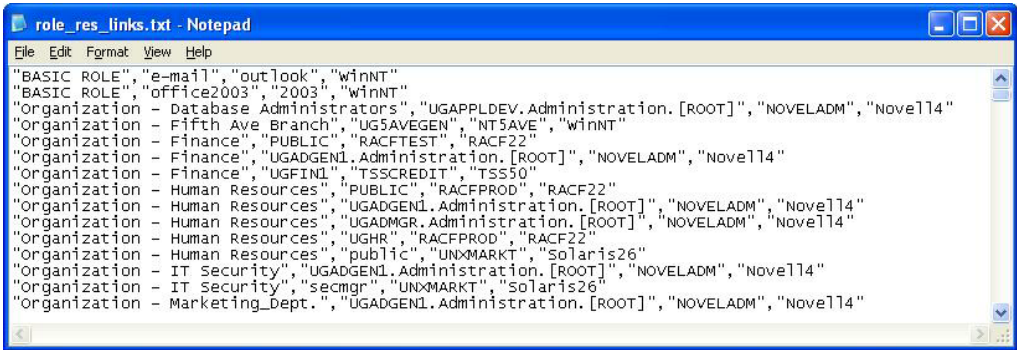 role_res_links.txt - Notepad
File Edit Format View Help
"BASIC ROLE","e-mail","outlook","WinNT"
"BASIC ROLE","office2003","2003","WinNT"
"Organization - Database Administrators","UGAPPLDEV.Administration.[ROOT]","NOVELADM","Novell4"
"Organization - Fifth Ave Branch","UG5AVEGEN","NT5AVE","WinNT"
"Organization - Finance","PUBLIC","RACFTEST","RACF22"
"Organization - Finance","UGADGEN1.Administration.[ROOT]","NOVELADM","Novell4"
"Organization - Finance","UGFIN1","TSSCREDIT","TSS50"
"Organization - Human Resources","PUBLIC","RACFPROD","RACF22"
"Organization - Human Resources","UGADGEN1.Administration.[ROOT]","NOVELADM","Novell4"
"Organization - Human Resources","UGADMGR.Administration.[ROOT]","NOVELADM","Novell4"
"Organization - Human Resources","UGHR","RACFPROD","RACF22"
"Organization - Human Resources","public","UNXMARKT","Solaris26"
"Organization - IT Security","UGADGEN1.Administration.[ROOT]","NOVELADM","Novell4"
"Organization - IT Security","secmgr","UNXMARKT","Solaris26"
"Organization - Marketing_Dept.","UGADGEN1.Administration.[ROOT]","NOVELADM","Novell4"